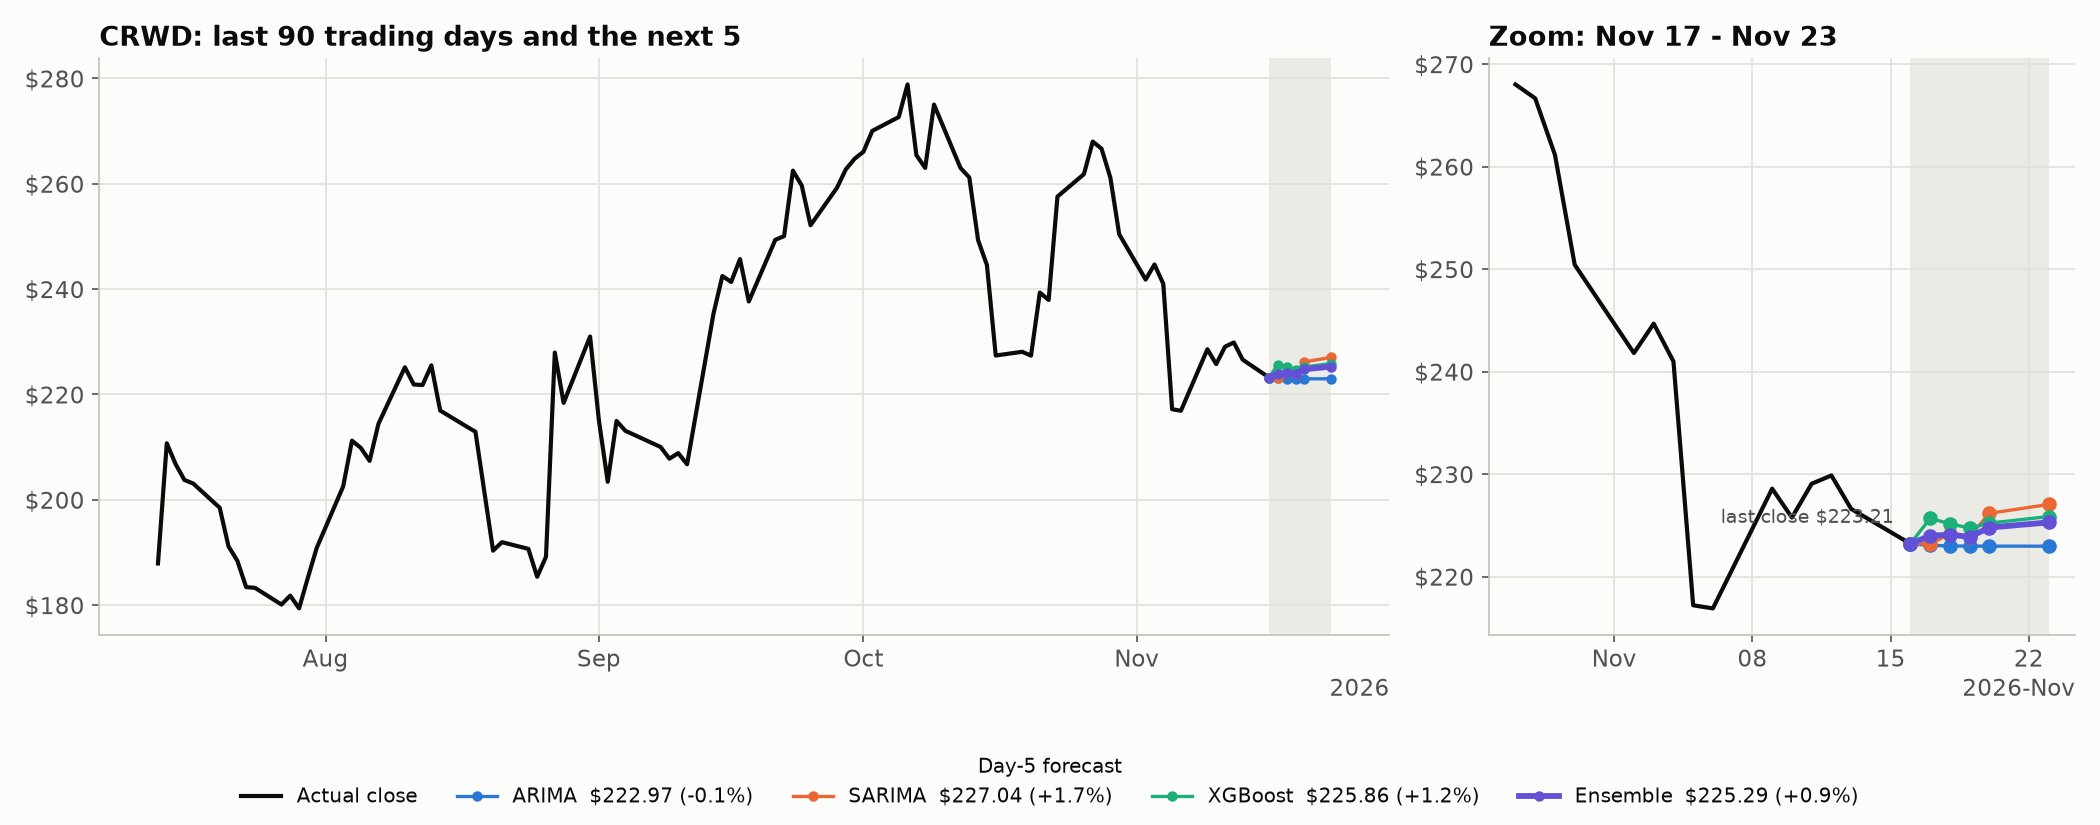 CRWD: last 90 trading days and the next 5
$280
$260
$240
$220
$200
$180
Aug
Sep
Oct
Nov
2026
Zoom: Nov 17 - Nov 23
$270
$260
$250
$240
$230
$220
last close $223.21
Nov
08
15
22
2026-Nov
Day-5 forecast
Actual close
ARIMA $222.97 (-0.1%)
SARIMA $227.04 (+1.7%)
XGBoost $225.86 (+1.2%)
Ensemble $225.29 (+0.9%)